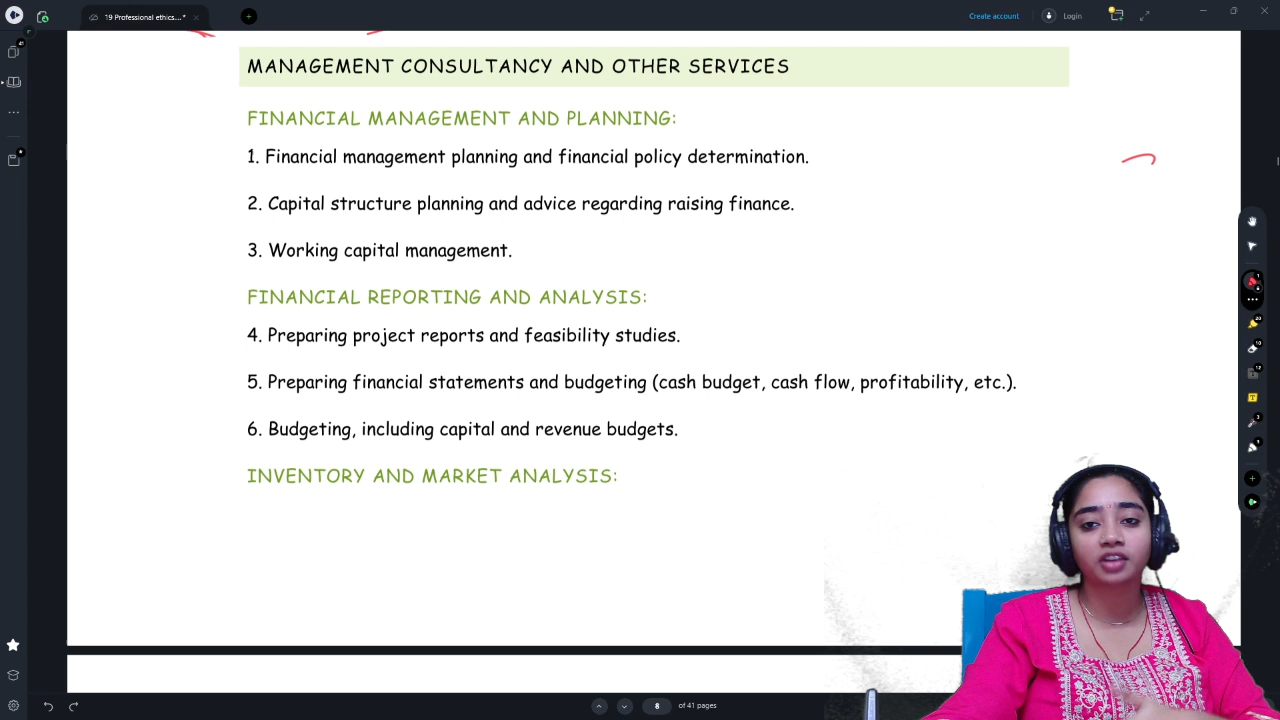 19 Professional ethics....*
Create account
Login
MANAGEMENT CONSULTANCY AND OTHER SERVICES
FINANCIAL MANAGEMENT AND PLANNING:
1. Financial management planning and financial policy determination.
2. Capital structure planning and advice regarding raising finance.
3. Working capital management.
FINANCIAL REPORTING AND ANALYSIS:
4. Preparing project reports and feasibility studies.
5. Preparing financial statements and budgeting (cash budget, cash flow, profitability, etc.).
6. Budgeting, including capital and revenue budgets.
INVENTORY AND MARKET ANALYSIS:
8 of 41 pages